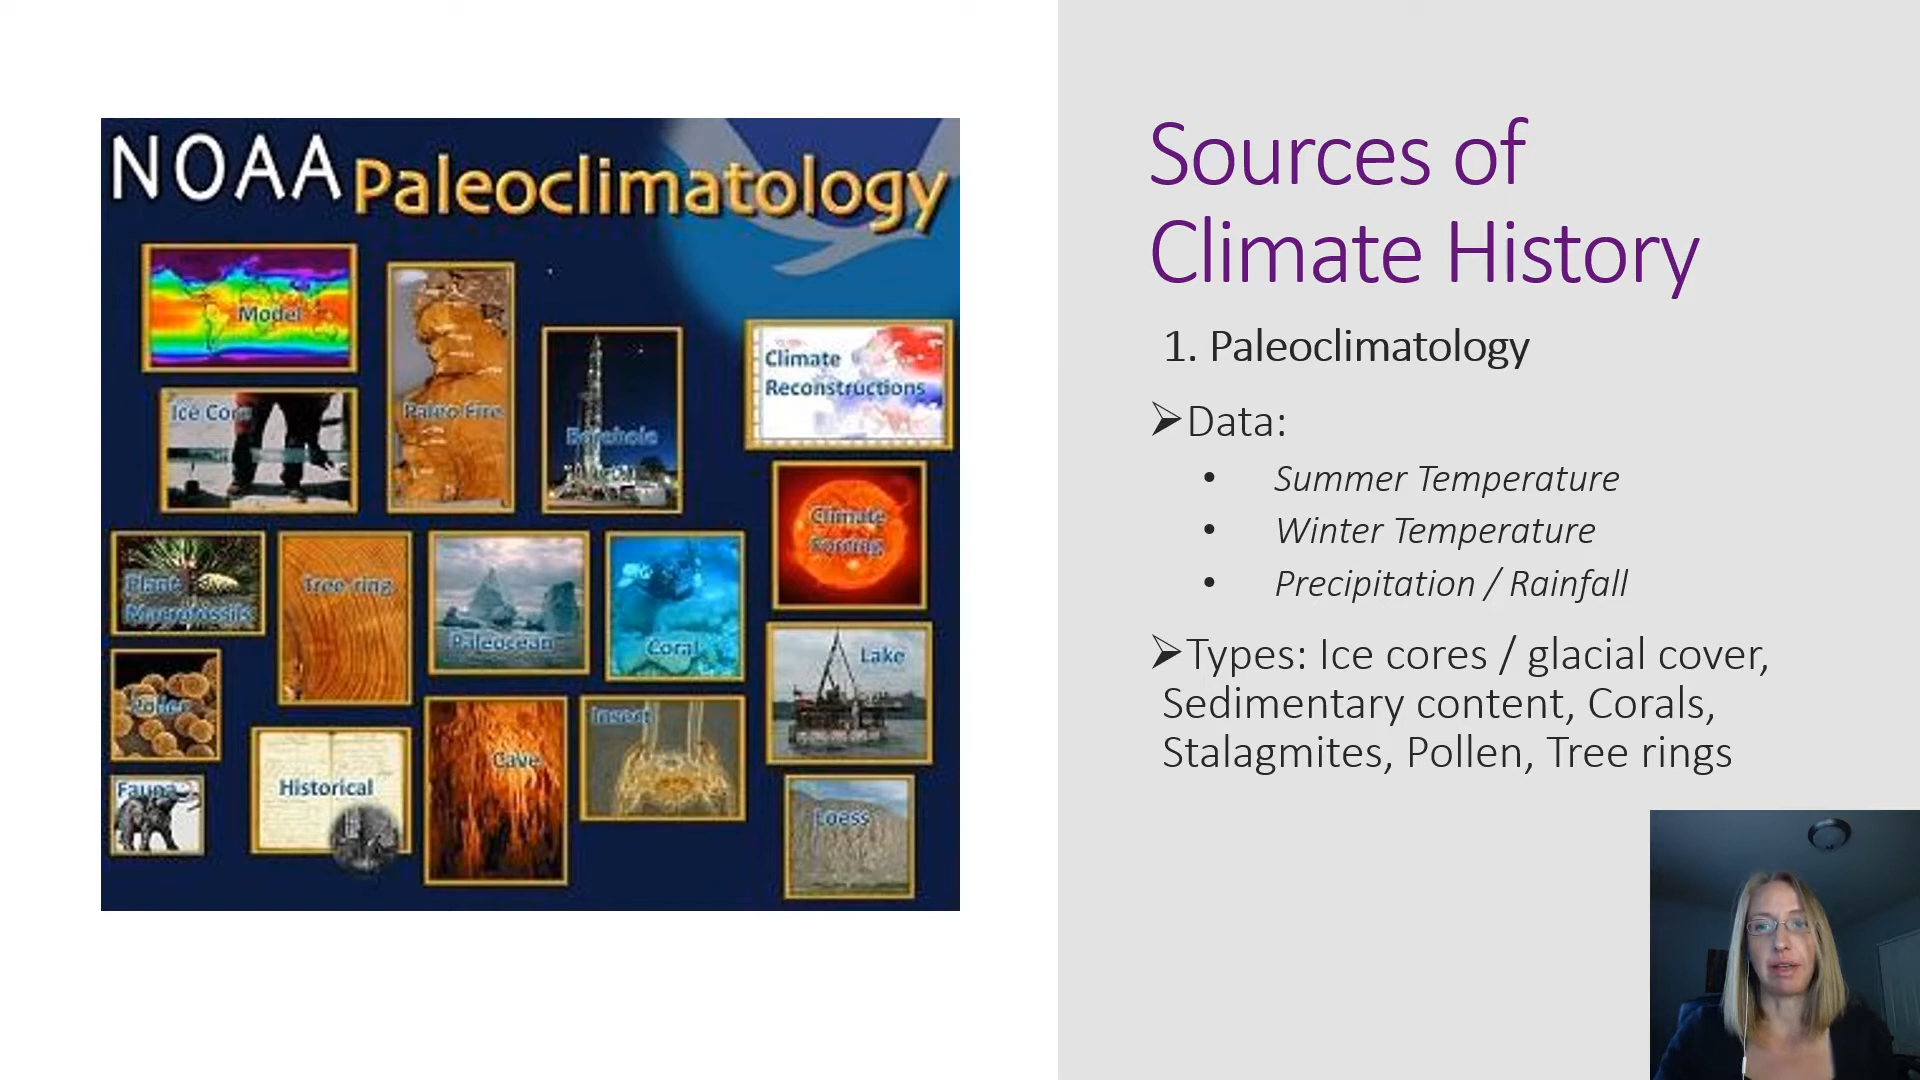 NOAA Paleoclimatology
Model
Ice Core
Paleo Fire
Borehole
Climate
Reconstructions
Climate
Forcing
Plant
Macrofossils
Tree ring
Paleocean
Coral
Lake
Pollen
Insect
Cave
Historical
Fauna
Loess
Sources of
Climate History
1. Paleoclimatology
➢Data:
• Summer Temperature
• Winter Temperature
• Precipitation / Rainfall
➢Types: Ice cores / glacial cover,
Sedimentary content, Corals,
Stalagmites, Pollen, Tree rings